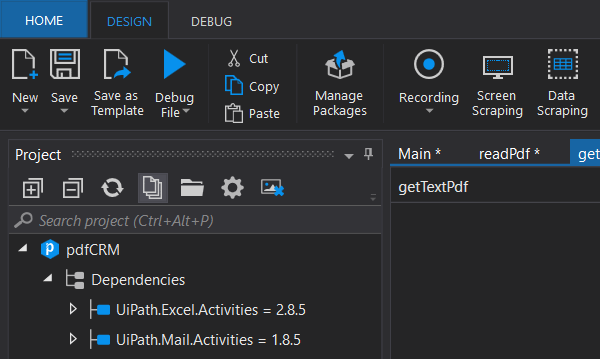 HOME DESIGN DEBUG
New Save Save as Template Debug File Cut Copy Paste Manage Packages Recording Screen Scraping Data Scraping
Project
Main * readPdf * get
getTextPdf
Search project (Ctrl+Alt+P)
pdfCRM
Dependencies
UiPath.Excel.Activities = 2.8.5
UiPath.Mail.Activities = 1.8.5